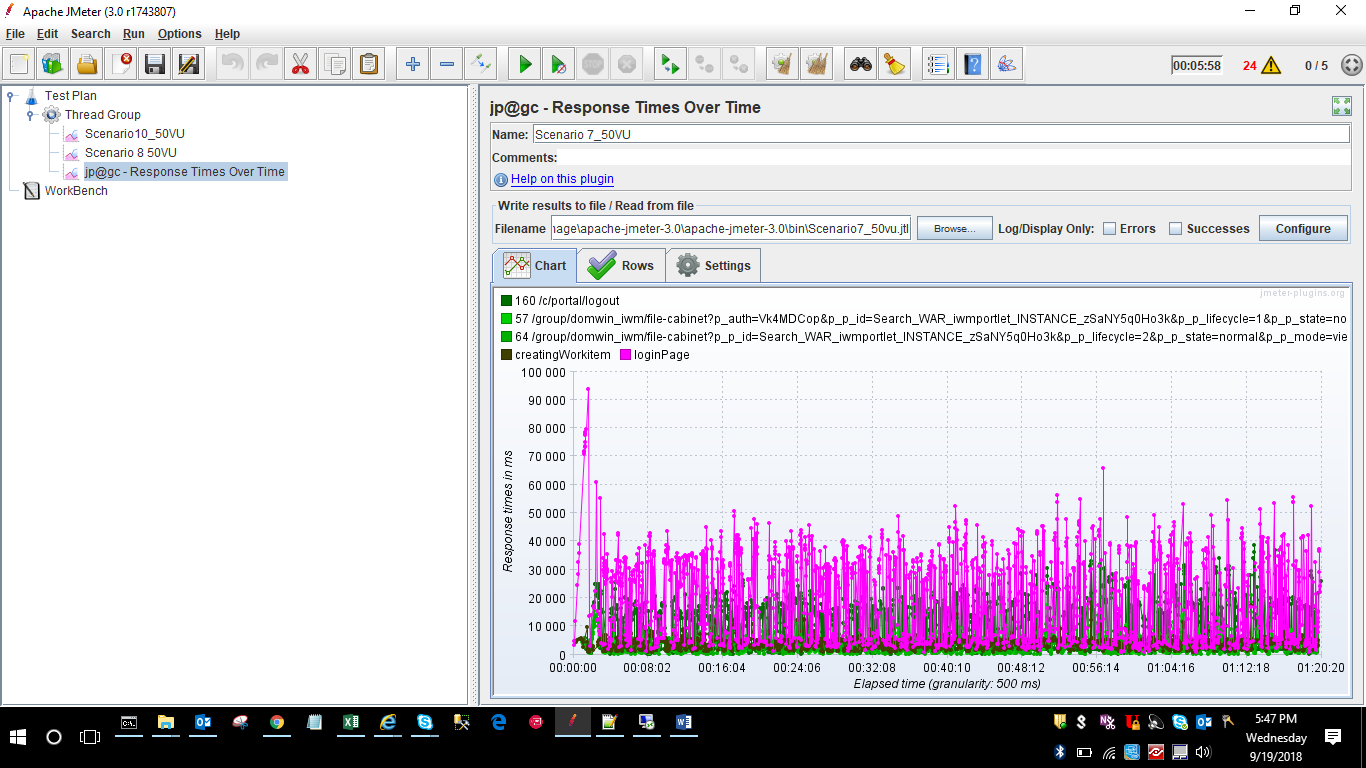 Apache JMeter (3.0 r1743807)
File Edit Search Run Options Help
STOP
00:05:58 24 0 / 5
Test Plan
Thread Group
Scenario10_50VU
Scenario 8 50VU
jp@gc - Response Times Over Time
WorkBench
jp@gc - Response Times Over Time
Name: Scenario 7_50VU
Comments:
Help on this plugin
Write results to file / Read from file
Filename nage\apache-jmeter-3.0\apache-jmeter-3.0\bin\Scenario7_50vu.jtl Browse... Log/Display Only: Errors Successes Configure
Chart Rows Settings
jmeter-plugins.org
160 /c/portal/logout
57 /group/domwin_iwm/file-cabinet?p_auth=Vk4MDCop&p_p_id=Search_WAR_iwmportlet_INSTANCE_zSaNY5q0Ho3k&p_p_lifecycle=1&p_p_state=no
64 /group/domwin_iwm/file-cabinet?p_p_id=Search_WAR_iwmportlet_INSTANCE_zSaNY5q0Ho3k&p_p_lifecycle=2&p_p_state=normal&p_p_mode=vie
creatingWorkitem loginPage
100 000
90 000
80 000
70 000
60 000
50 000
40 000
30 000
20 000
10 000
0
Response times in ms
00:00:00 00:08:02 00:16:04 00:24:06 00:32:08 00:40:10 00:48:12 00:56:14 01:04:16 01:12:18 01:20:20
Elapsed time (granularity: 500 ms)
5:47 PM
Wednesday
9/19/2018